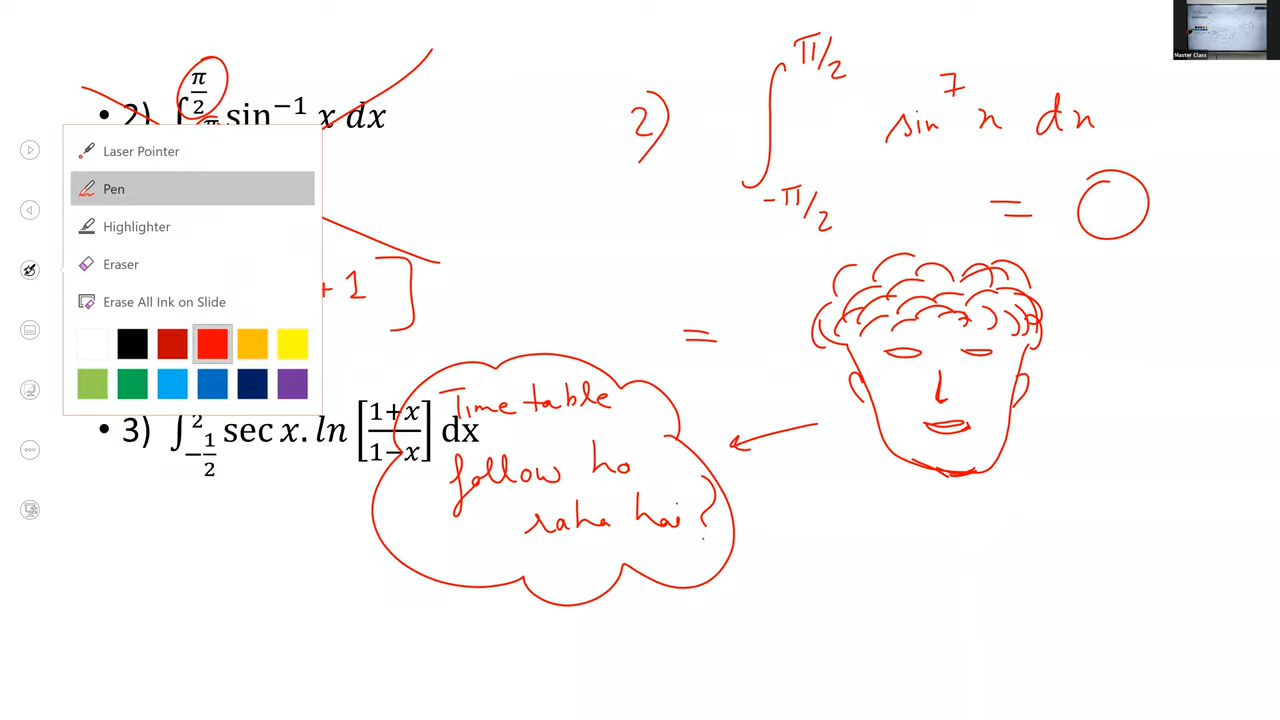 • 2) ∫ π/2 -π sin⁻¹ x dx
2) ∫ π/2 -π/2 sin⁷ x dx
= 0
Laser Pointer
Pen
Highlighter
Eraser
Erase All Ink on Slide
+ 1 ]
=
• 3) ∫ 2 -1/2 sec x. ln [1+x/1-x] dx
Time table
follow ho
raha hai ?
Master Class